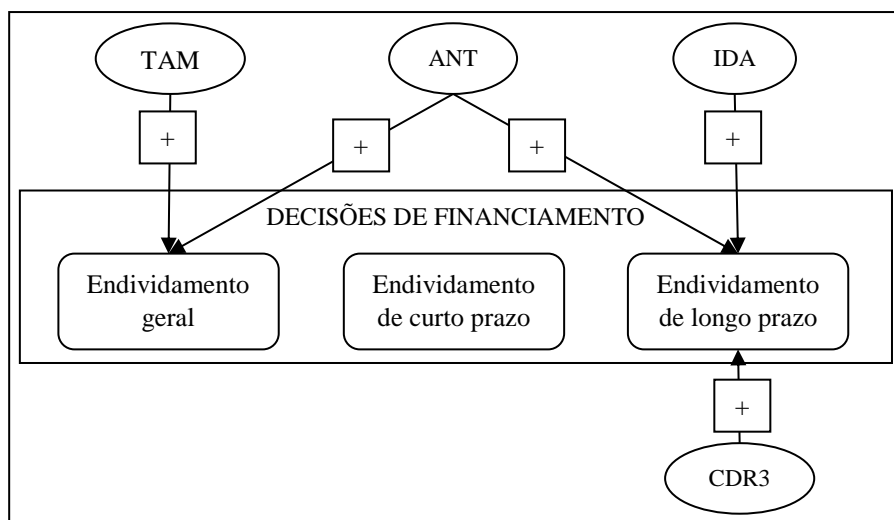 TAM
ANT
IDA
+
+
+
+
DECISÕES DE FINANCIAMENTO
Endividamento
geral
Endividamento
de curto prazo
Endividamento
de longo prazo
+
CDR3